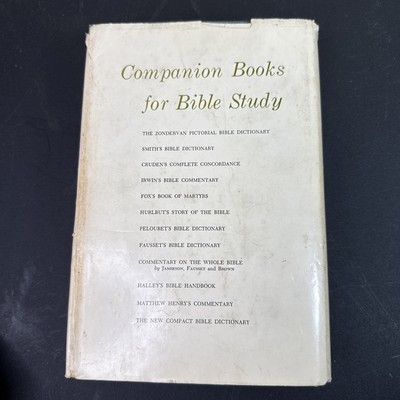 Companion Books
for Bible Study
THE ZONDERVAN PICTORIAL BIBLE DICTIONARY
SMITH'S BIBLE DICTIONARY
CRUDEN'S COMPLETE CONCORDANCE
IRWIN'S BIBLE COMMENTARY
FOX'S BOOK OF MARTYRS
HURLBUT'S STORY OF THE BIBLE
PELOUBET'S BIBLE DICTIONARY
FAUSSET'S BIBLE DICTIONARY
COMMENTARY ON THE WHOLE BIBLE
by Jamieson, Fausset and Brown
HALLEY'S BIBLE HANDBOOK
MATTHEW HENRY'S COMMENTARY
THE NEW COMPACT BIBLE DICTIONARY